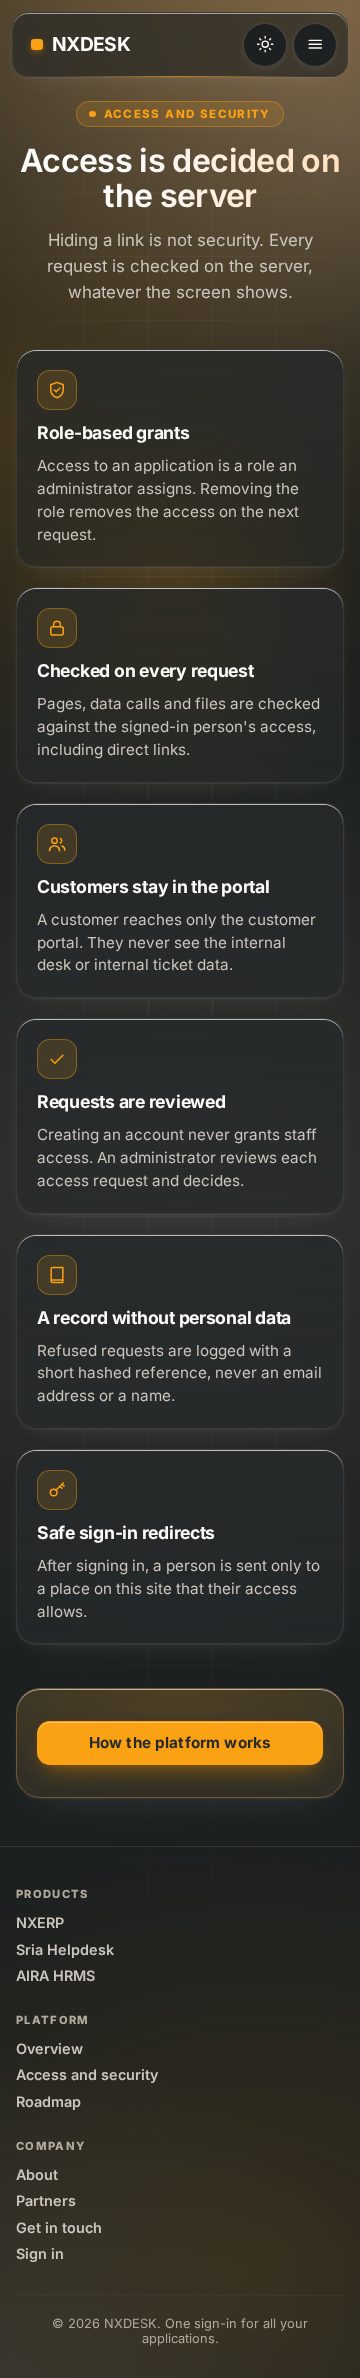 NXDESK
ACCESS AND SECURITY
Access is decided on
the server
Hiding a link is not security. Every
request is checked on the server,
whatever the screen shows.
Role-based grants
Access to an application is a role an
administrator assigns. Removing the
role removes the access on the next
request.
Checked on every request
Pages, data calls and files are checked
against the signed-in person's access,
including direct links.
Customers stay in the portal
A customer reaches only the customer
portal. They never see the internal
desk or internal ticket data.
Requests are reviewed
Creating an account never grants staff
access. An administrator reviews each
access request and decides.
A record without personal data
Refused requests are logged with a
short hashed reference, never an email
address or a name.
Safe sign-in redirects
After signing in, a person is sent only to
a place on this site that their access
allows.
How the platform works
PRODUCTS
NXERP
Sria Helpdesk
AIRA HRMS
PLATFORM
Overview
Access and security
Roadmap
COMPANY
About
Partners
Get in touch
Sign in
© 2026 NXDESK. One sign-in for all your
applications.